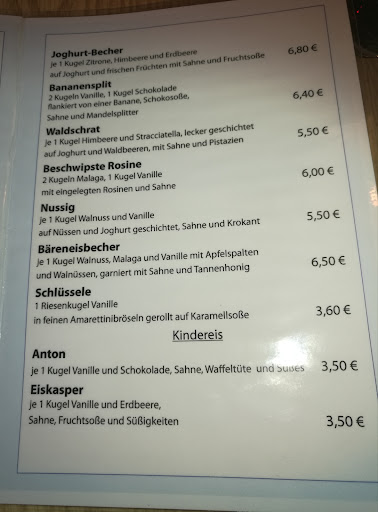 Joghurt-Becher
je 1 Kugel Zitrone, Himbeere und Erdbeere
auf Joghurt und frischen Früchten mit Sahne und Fruchtsoße 6,80 €
Bananensplit
2 Kugeln Vanille, 1 Kugel Schokolade
flankiert von einer Banane, Schokosoße, 6,40 €
Sahne und Mandelsplitter
Waldschrat
je 1 Kugel Himbeere und Stracciatella, lecker geschichtet 5,50 €
auf Joghurt und Waldbeeren, mit Sahne und Pistazien
Beschwipste Rosine
2 Kugeln Malaga, 1 Kugel Vanille 6,00 €
mit eingelegten Rosinen und Sahne
Nussig
je 1 Kugel Walnuss und Vanille 5,50 €
auf Nüssen und Joghurt geschichtet, Sahne und Krokant
Bäreneisbecher
je 1 Kugel Walnuss, Malaga und Vanille mit Apfelspalten 6,50 €
und Walnüssen, garniert mit Sahne und Tannenhonig
Schlüssele
1 Riesenkugel Vanille 3,60 €
in feinen Amarettinibröseln gerollt auf Karamellsoße
Kindereis
Anton
je 1 Kugel Vanille und Schokolade, Sahne, Waffeltüte und Süßes 3,50 €
Eiskasper
je 1 Kugel Vanille und Erdbeere,
Sahne, Fruchtsoße und Süßigkeiten 3,50 €